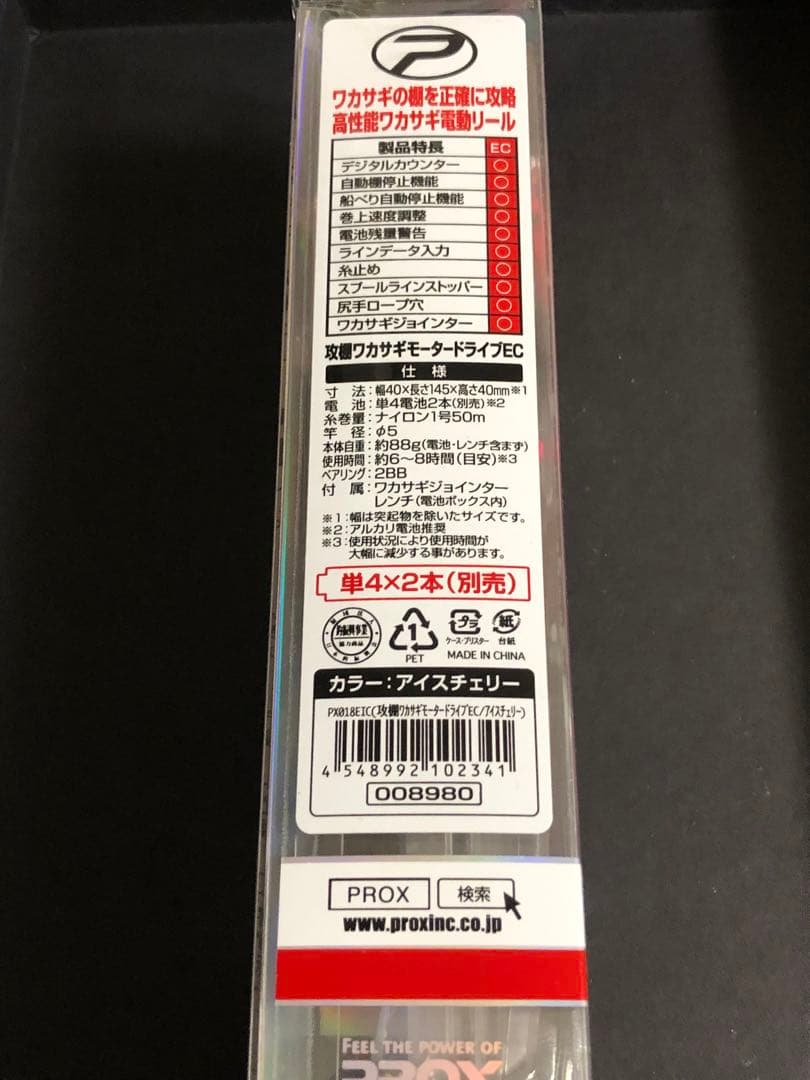 P
ワカサギの棚を正確に攻略
高性能ワカサギ電動リール
製品特長 EC
デジタルカウンター ○
自動棚停止機能 ○
船べり自動停止機能 ○
巻上速度調整 ○
電池残量警告 ○
ラインデータ入力 ○
糸止め ○
スプールラインストッパー ○
尻手ロープ穴 ○
ワカサギジョインター ○
攻棚ワカサギモータードライブEC
仕様
寸法:幅40×長さ145×高さ40mm※1
電池:単4電池2本(別売)※2
糸巻量:ナイロン1号50m
竿径:φ5
本体自重:約88g(電池・レンチ含まず)
使用時間:約6〜8時間(目安)※3
ベアリング:2BB
付属:ワカサギジョインター
レンチ(電池ボックス内)
※1:幅は突起物を除いたサイズです。
※2:アルカリ電池推奨
※3:使用状況により使用時間が
大幅に減少する事があります。
単4×2本(別売)
協力商品
1
PET
プラ
ケース・ブリスター
紙
台紙
MADE IN CHINA
カラー:アイスチェリー
PX018EIC(攻棚ワカサギモータードライブEC/アイスチェリー)
4 548992 102341
008980
PROX 検索
www.proxinc.co.jp
FEEL THE POWER OF
PROX